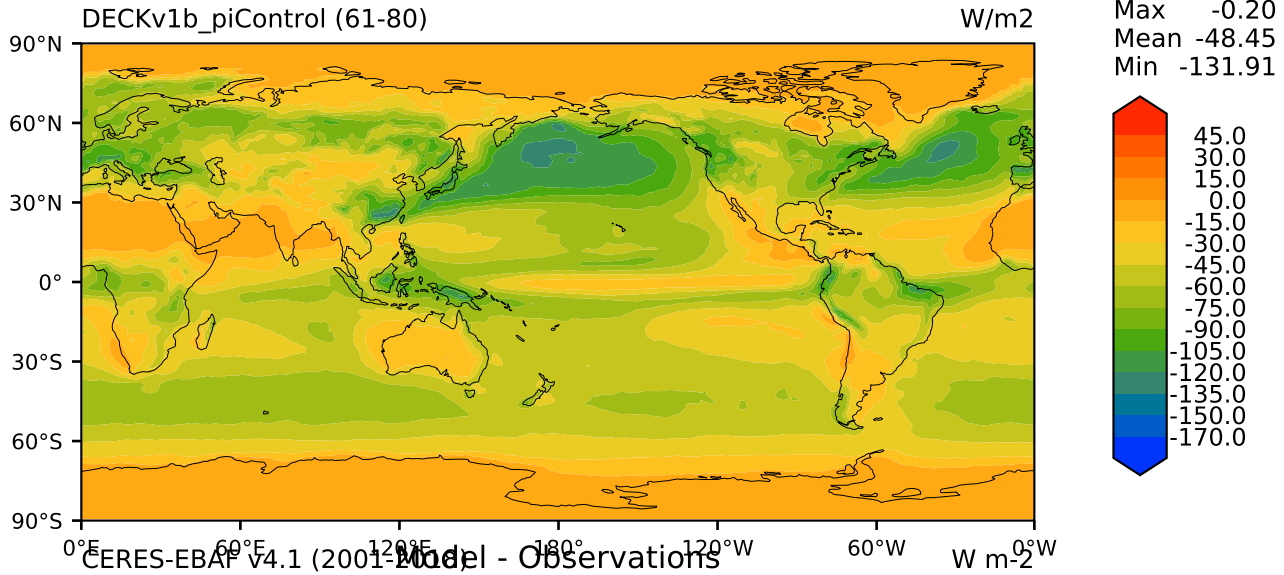 DECKv1b_piControl (61-80) W/m2
Max -0.20
Mean -48.45
Min -131.91
90°N
60°N
30°N
0°
30°S
60°S
90°S
0°E 60°E 120°E 180° 120°W 60°W 0°W
45.0
30.0
15.0
0.0
-15.0
-30.0
-45.0
-60.0
-75.0
-90.0
-105.0
-120.0
-135.0
-150.0
-170.0
CERES-EBAF v4.1 (2001-2018) Model - Observations W m-2